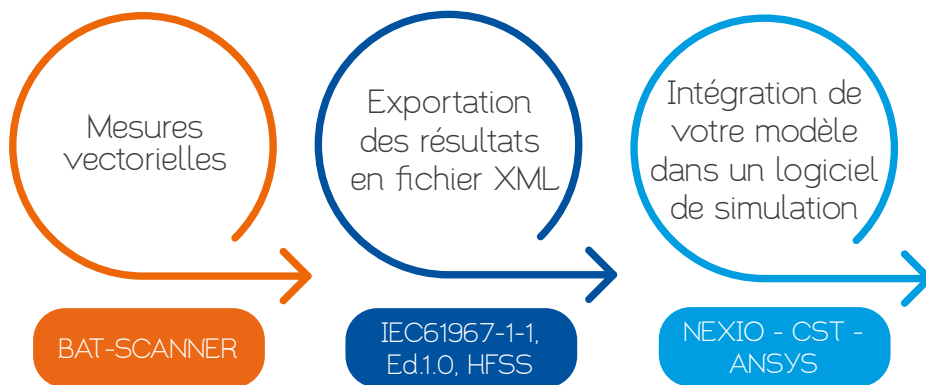 Mesures
vectorielles
Exportation
des résultats
en fichier XML
Intégration de
votre modèle
dans un logiciel
de simulation
BAT-SCANNER
IEC61967-1-1,
Ed.1.0, HFSS
NEXIO - CST -
ANSYS